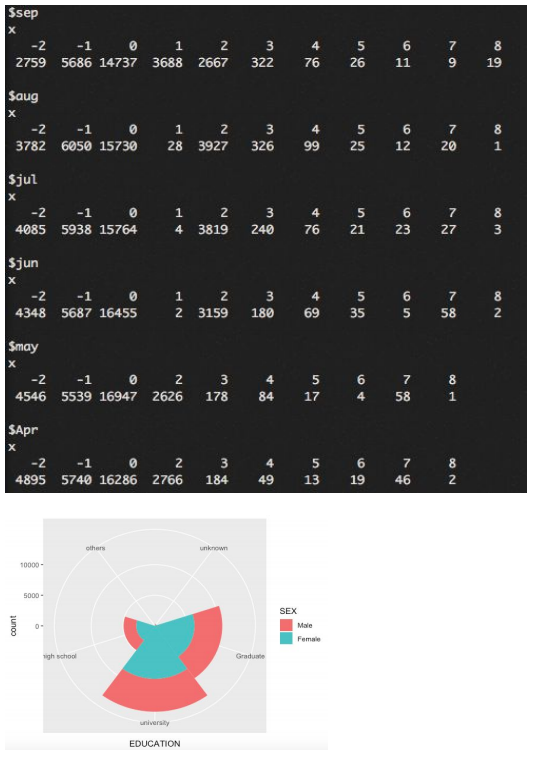 $sep
x
-2 -1 0 1 2 3 4 5 6 7 8
2759 5686 14737 3688 2667 322 76 26 11 9 19
$aug
x
-2 -1 0 1 2 3 4 5 6 7 8
3782 6050 15730 28 3927 326 99 25 12 20 1
$jul
x
-2 -1 0 1 2 3 4 5 6 7 8
4085 5938 15764 4 3819 240 76 21 23 27 3
$jun
x
-2 -1 0 1 2 3 4 5 6 7 8
4348 5687 16455 2 3159 180 69 35 5 58 2
$may
x
-2 -1 0 2 3 4 5 6 7 8
4546 5539 16947 2626 178 84 17 4 58 1
$Apr
x
-2 -1 0 2 3 4 5 6 7 8
4895 5740 16286 2766 184 49 13 19 46 2
others unknown
10000
5000
0
count
SEX
Male
Female
high school Graduate
university
EDUCATION